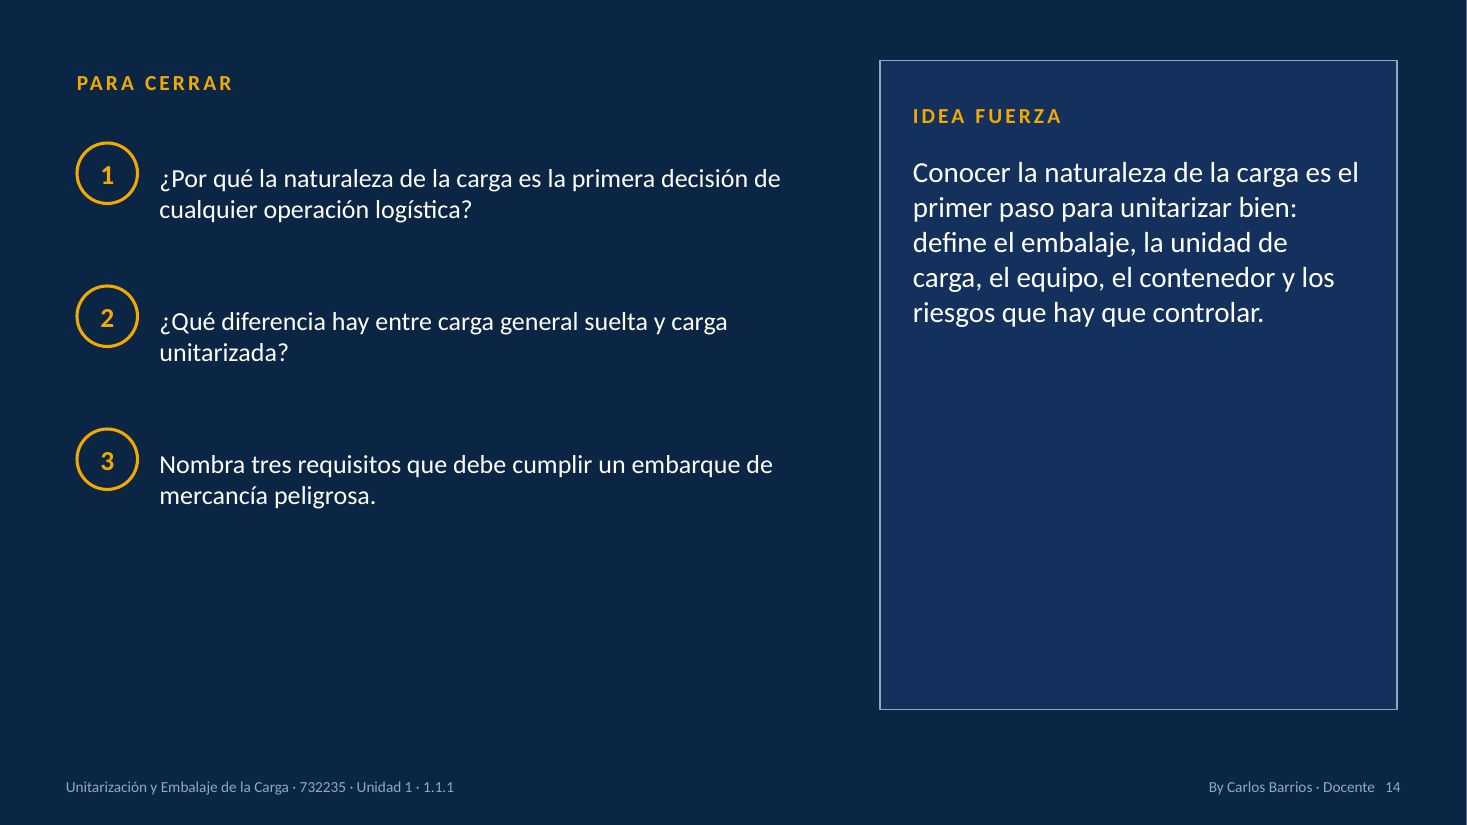 PARA CERRAR
1
¿Por qué la naturaleza de la carga es la primera decisión de
cualquier operación logística?
2
¿Qué diferencia hay entre carga general suelta y carga
unitarizada?
3
Nombra tres requisitos que debe cumplir un embarque de
mercancía peligrosa.
IDEA FUERZA
Conocer la naturaleza de la carga es el
primer paso para unitarizar bien:
define el embalaje, la unidad de
carga, el equipo, el contenedor y los
riesgos que hay que controlar.
Unitarización y Embalaje de la Carga · 732235 · Unidad 1 · 1.1.1
By Carlos Barrios · Docente 14